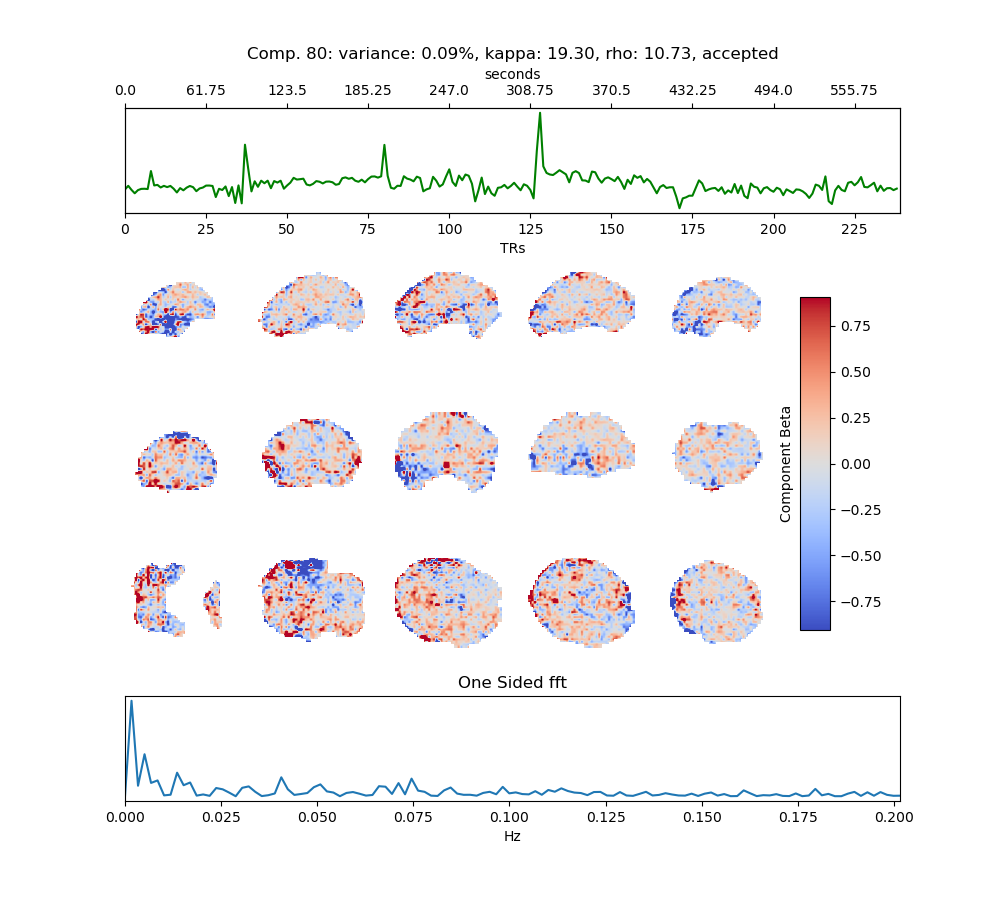 Comp. 80: variance: 0.09%, kappa: 19.30, rho: 10.73, accepted
seconds
0.0 61.75 123.5 185.25 247.0 308.75 370.5 432.25 494.0 555.75
0 25 50 75 100 125 150 175 200 225
TRs
Component Beta
0.75
0.50
0.25
0.00
−0.25
−0.50
−0.75
One Sided fft
0.000 0.025 0.050 0.075 0.100 0.125 0.150 0.175 0.200
Hz